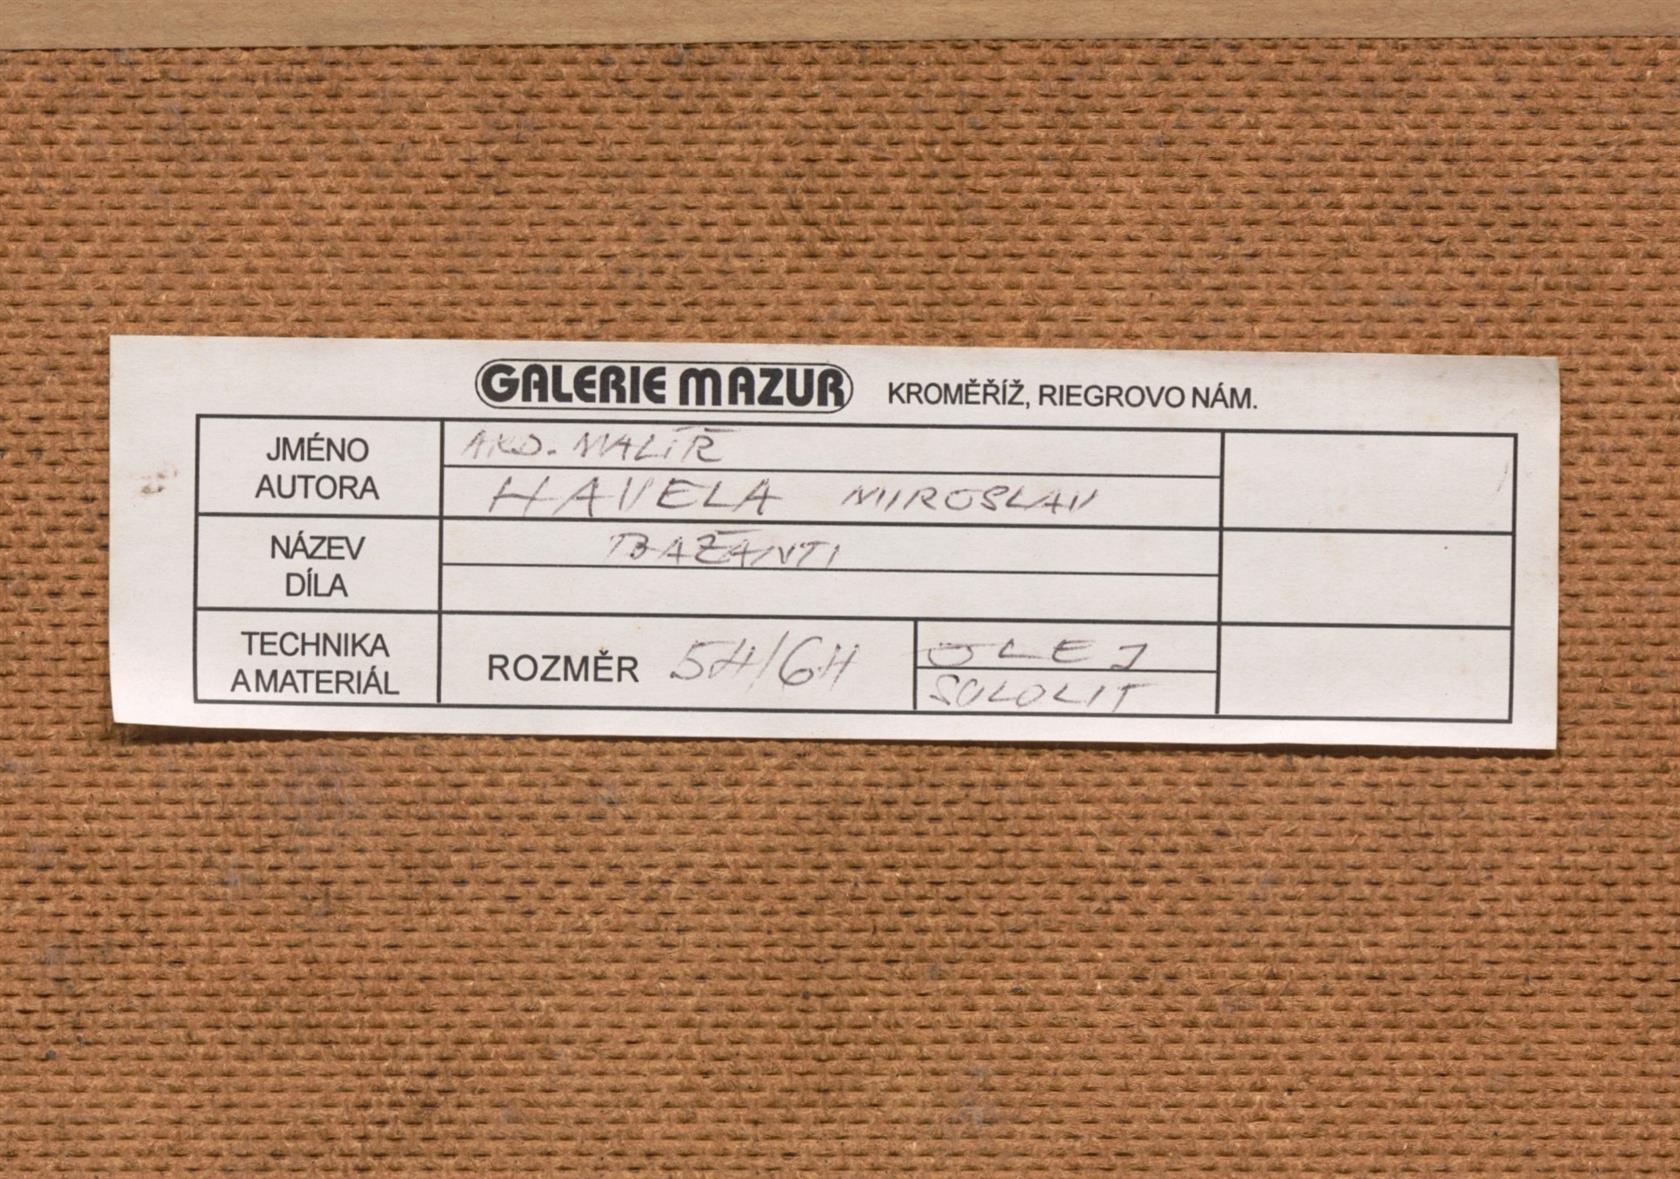 GALERIE MAZUR KROMĚŘÍŽ, RIEGROVO NÁM.
JMÉNO
AUTORA
AKD. MALÍŘ
HAVELA MIROSLAV
NÁZEV
DÍLA
BAŽANTI
TECHNIKA
A MATERIÁL
ROZMĚR 54/64
OLEJ
SOLOLIT